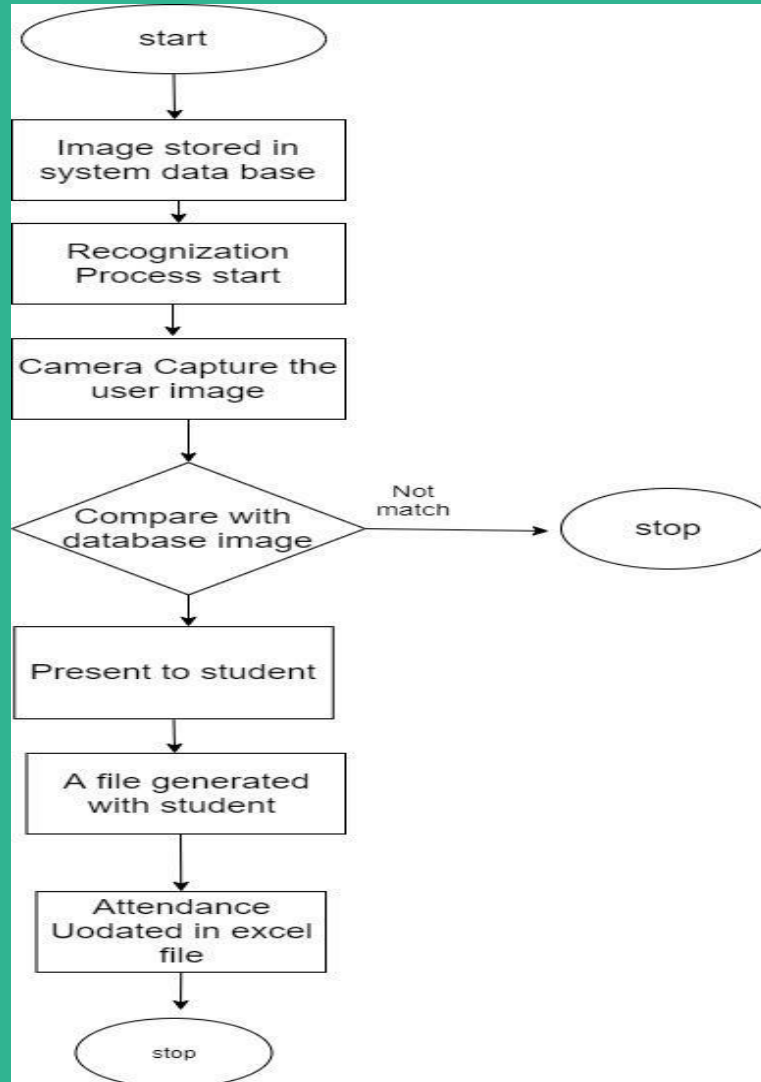 start
Image stored in
system data base
Recognization
Process start
Camera Capture the
user image
Compare with
database image
Not
match
stop
Present to student
A file generated
with student
Attendance
Uodated in excel
file
stop